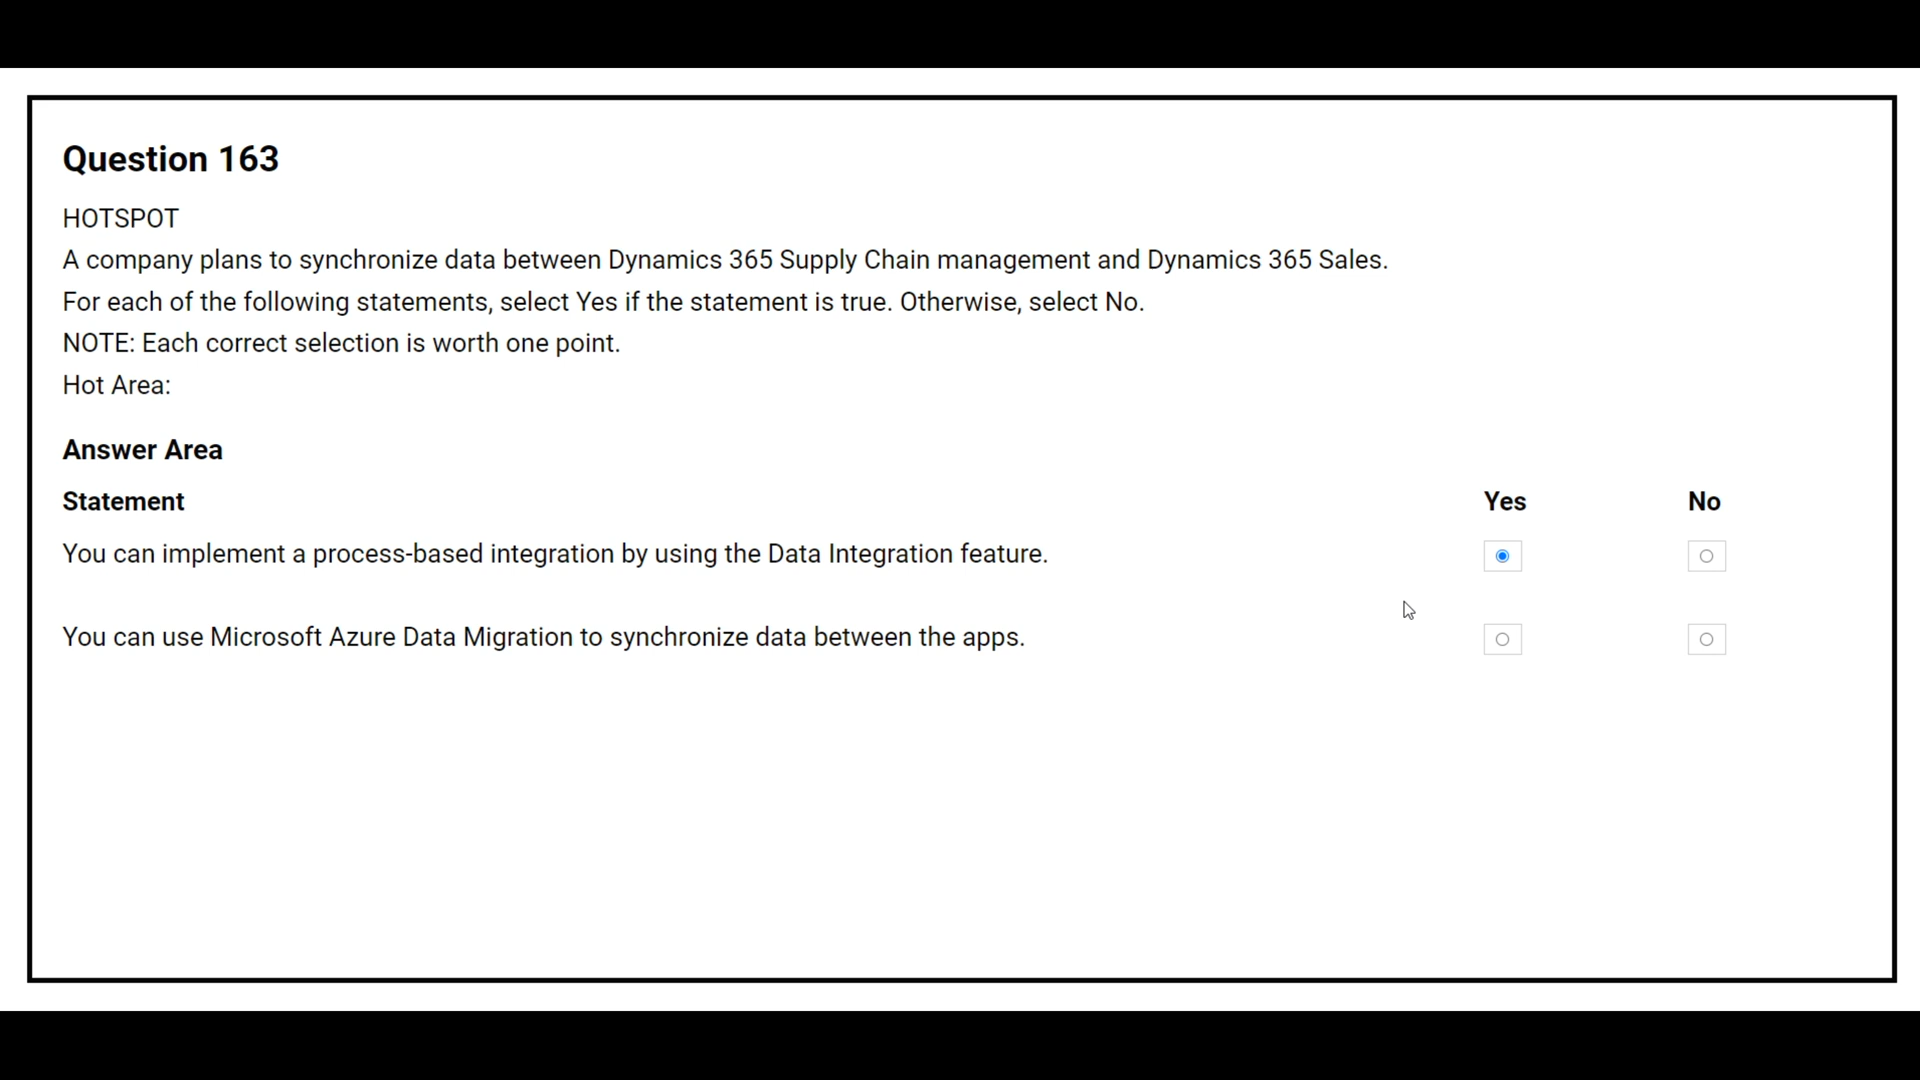 Question 163
HOTSPOT
A company plans to synchronize data between Dynamics 365 Supply Chain management and Dynamics 365 Sales.
For each of the following statements, select Yes if the statement is true. Otherwise, select No.
NOTE: Each correct selection is worth one point.
Hot Area:
Answer Area
Statement Yes No
You can implement a process-based integration by using the Data Integration feature.
You can use Microsoft Azure Data Migration to synchronize data between the apps.